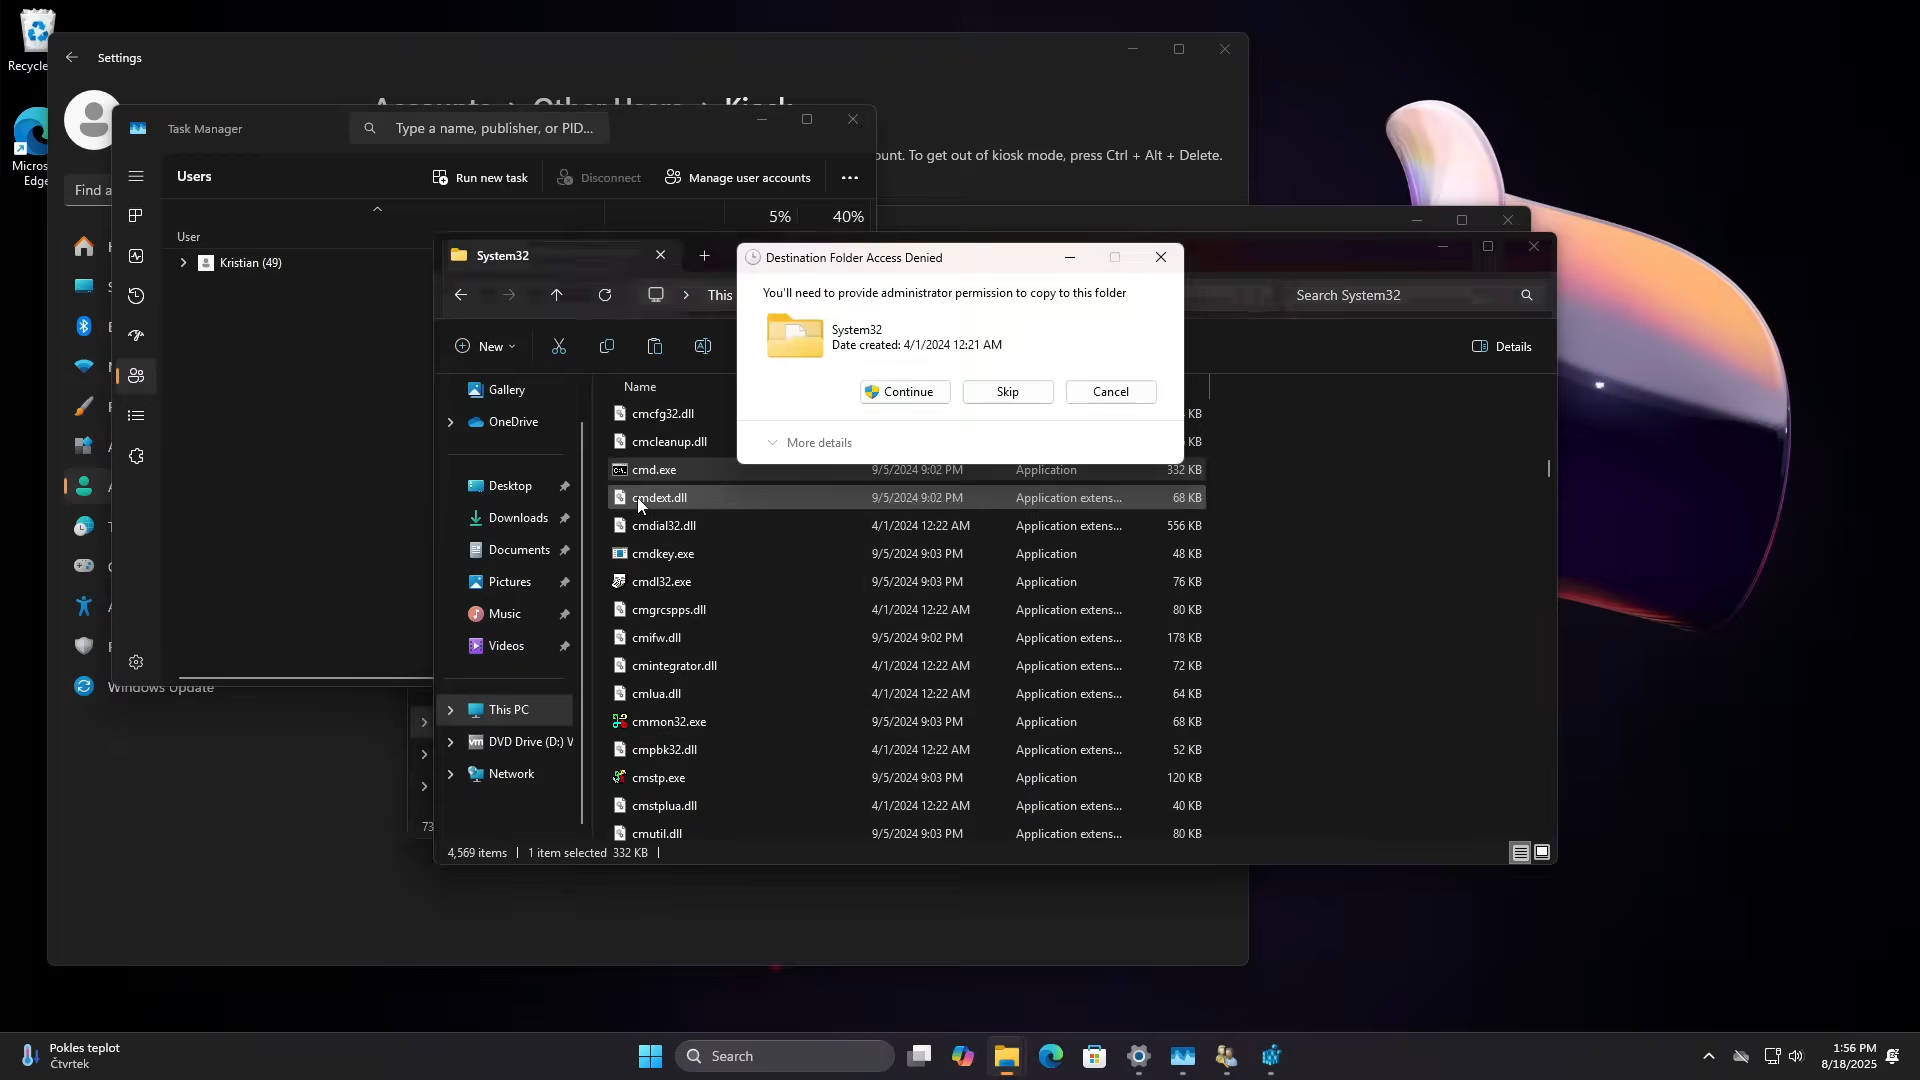 Recycle
Micros
Edge
Settings
Accounts > Other Users > Kiosk
ount. To get out of kiosk mode, press Ctrl + Alt + Delete.
Find a
Windows Update
Task Manager
Type a name, publisher, or PID...
Users
Run new task
Disconnect
Manage user accounts
5%
40%
User
Kristian (49)
73
System32
This
Search System32
New
Details
Gallery
OneDrive
Desktop
Downloads
Documents
Pictures
Music
Videos
This PC
DVD Drive (D:) V
Network
Name
cmcfg32.dll KB
cmcleanup.dll KB
cmd.exe 9/5/2024 9:02 PM Application 332 KB
cmdext.dll 9/5/2024 9:02 PM Application extens... 68 KB
cmdial32.dll 4/1/2024 12:22 AM Application extens... 556 KB
cmdkey.exe 9/5/2024 9:03 PM Application 48 KB
cmdl32.exe 9/5/2024 9:03 PM Application 76 KB
cmgrcspps.dll 4/1/2024 12:22 AM Application extens... 80 KB
cmifw.dll 9/5/2024 9:02 PM Application extens... 178 KB
cmintegrator.dll 4/1/2024 12:22 AM Application extens... 72 KB
cmlua.dll 4/1/2024 12:22 AM Application extens... 64 KB
cmmon32.exe 9/5/2024 9:03 PM Application 68 KB
cmpbk32.dll 4/1/2024 12:22 AM Application extens... 52 KB
cmstp.exe 9/5/2024 9:03 PM Application 120 KB
cmstplua.dll 4/1/2024 12:22 AM Application extens... 40 KB
cmutil.dll 9/5/2024 9:03 PM Application extens... 80 KB
4,569 items
1 item selected 332 KB
Destination Folder Access Denied
You'll need to provide administrator permission to copy to this folder
System32
Date created: 4/1/2024 12:21 AM
Continue
Skip
Cancel
More details
Pokles teplot
Čtvrtek
Search
1:56 PM
8/18/2025